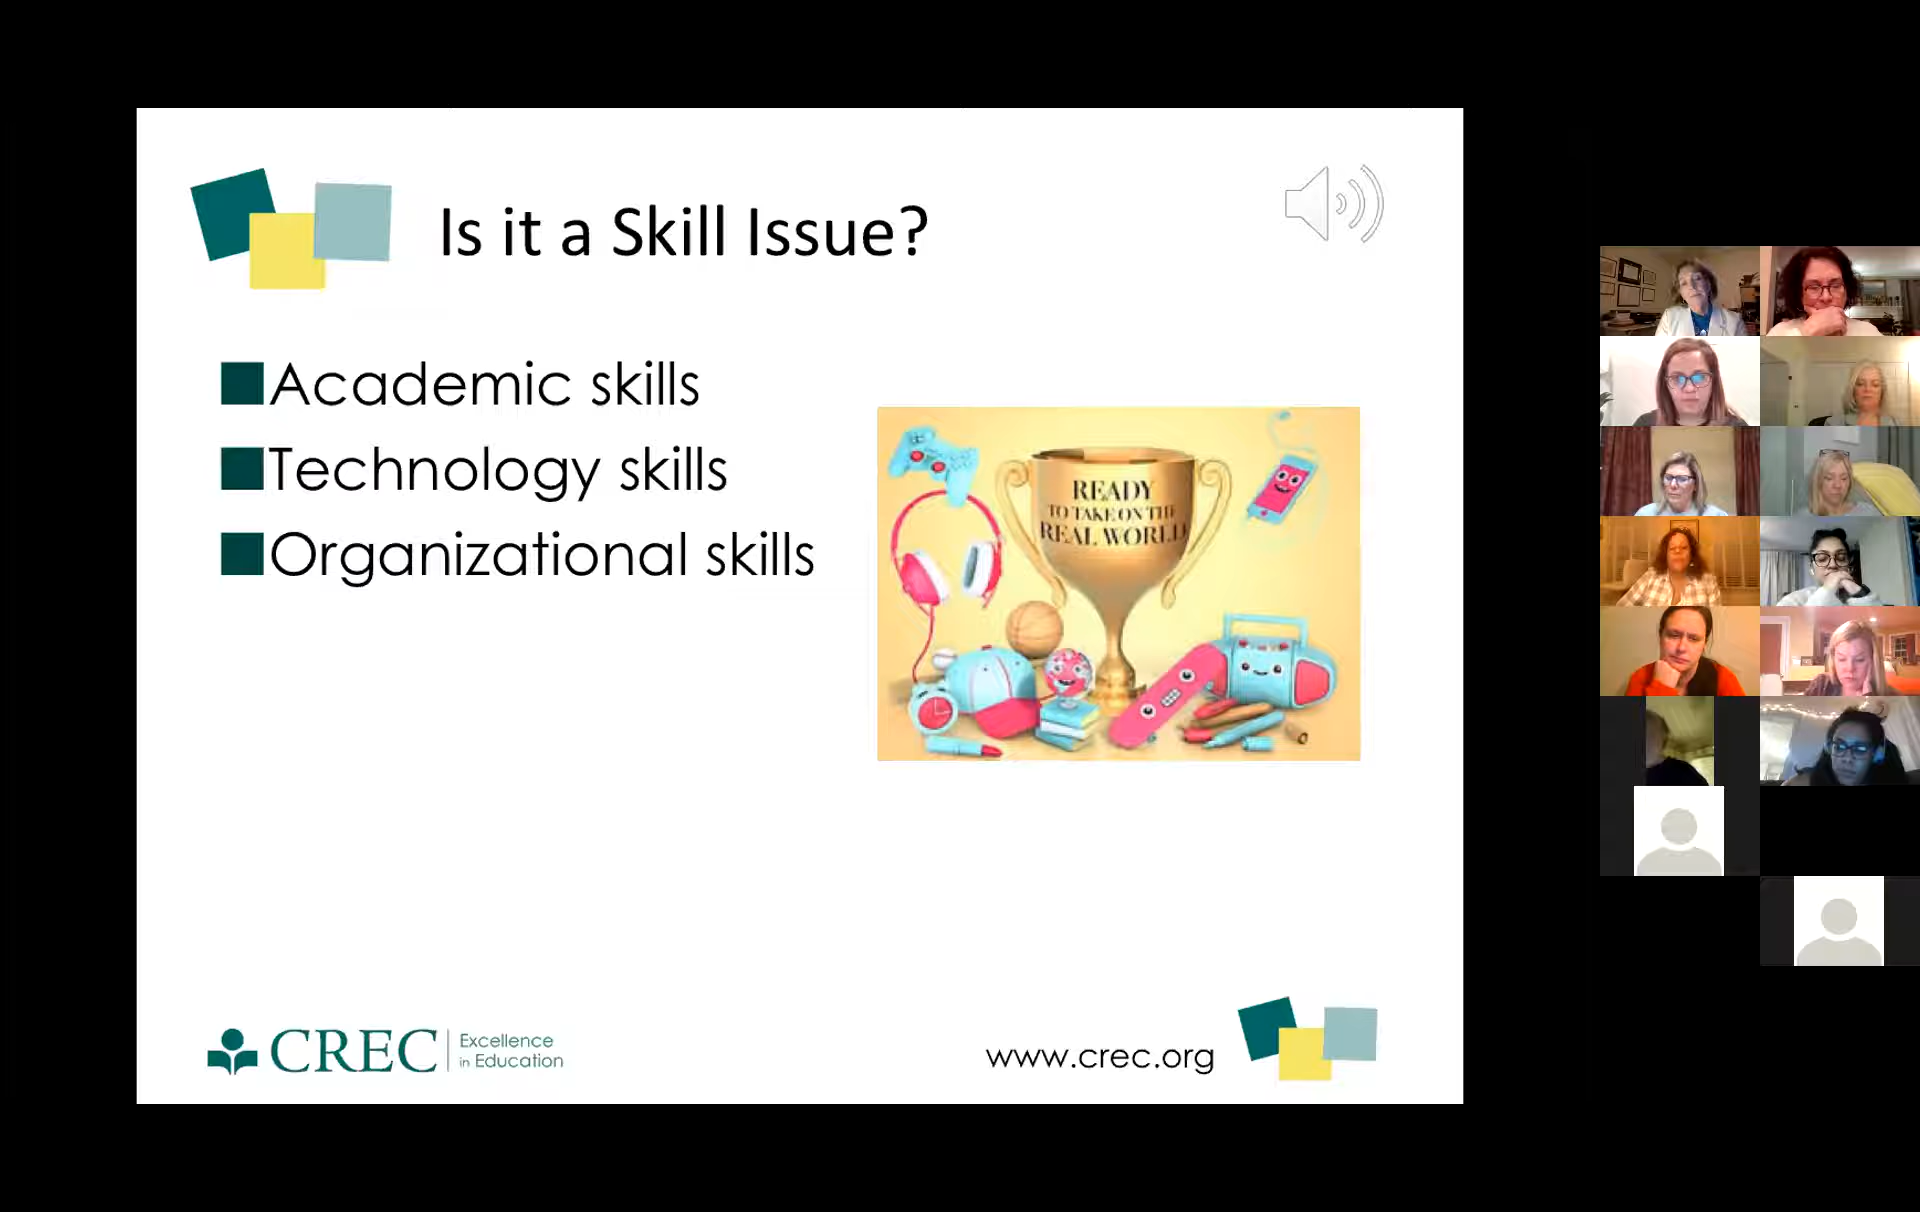 Is it a Skill Issue?
Academic skills
Technology skills
Organizational skills
READY
TO TAKE ON THE
REAL WORLD
CREC
Excellence
in Education
www.crec.org